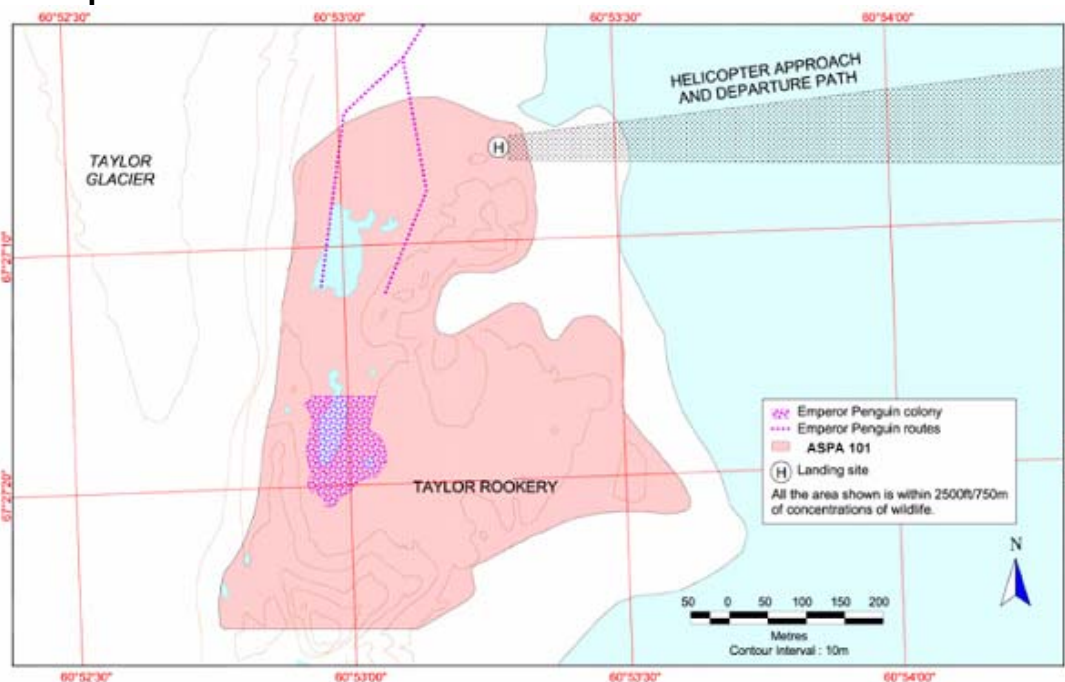 60°52'30"
60°53'00"
60°53'30"
60°54'00"
HELICOPTER APPROACH
AND DEPARTURE PATH
TAYLOR
GLACIER
H
67°27'10"
Emperor Penguin colony
Emperor Penguin routes
ASPA 101
H Landing site
All the area shown is within 2500ft/750m
of concentrations of wildlife.
67°27'20"
TAYLOR ROOKERY
N
50 0 50 100 150 200
Metres
Contour Interval : 10m
60°52'30"
60°53'00"
60°53'30"
60°54'00"